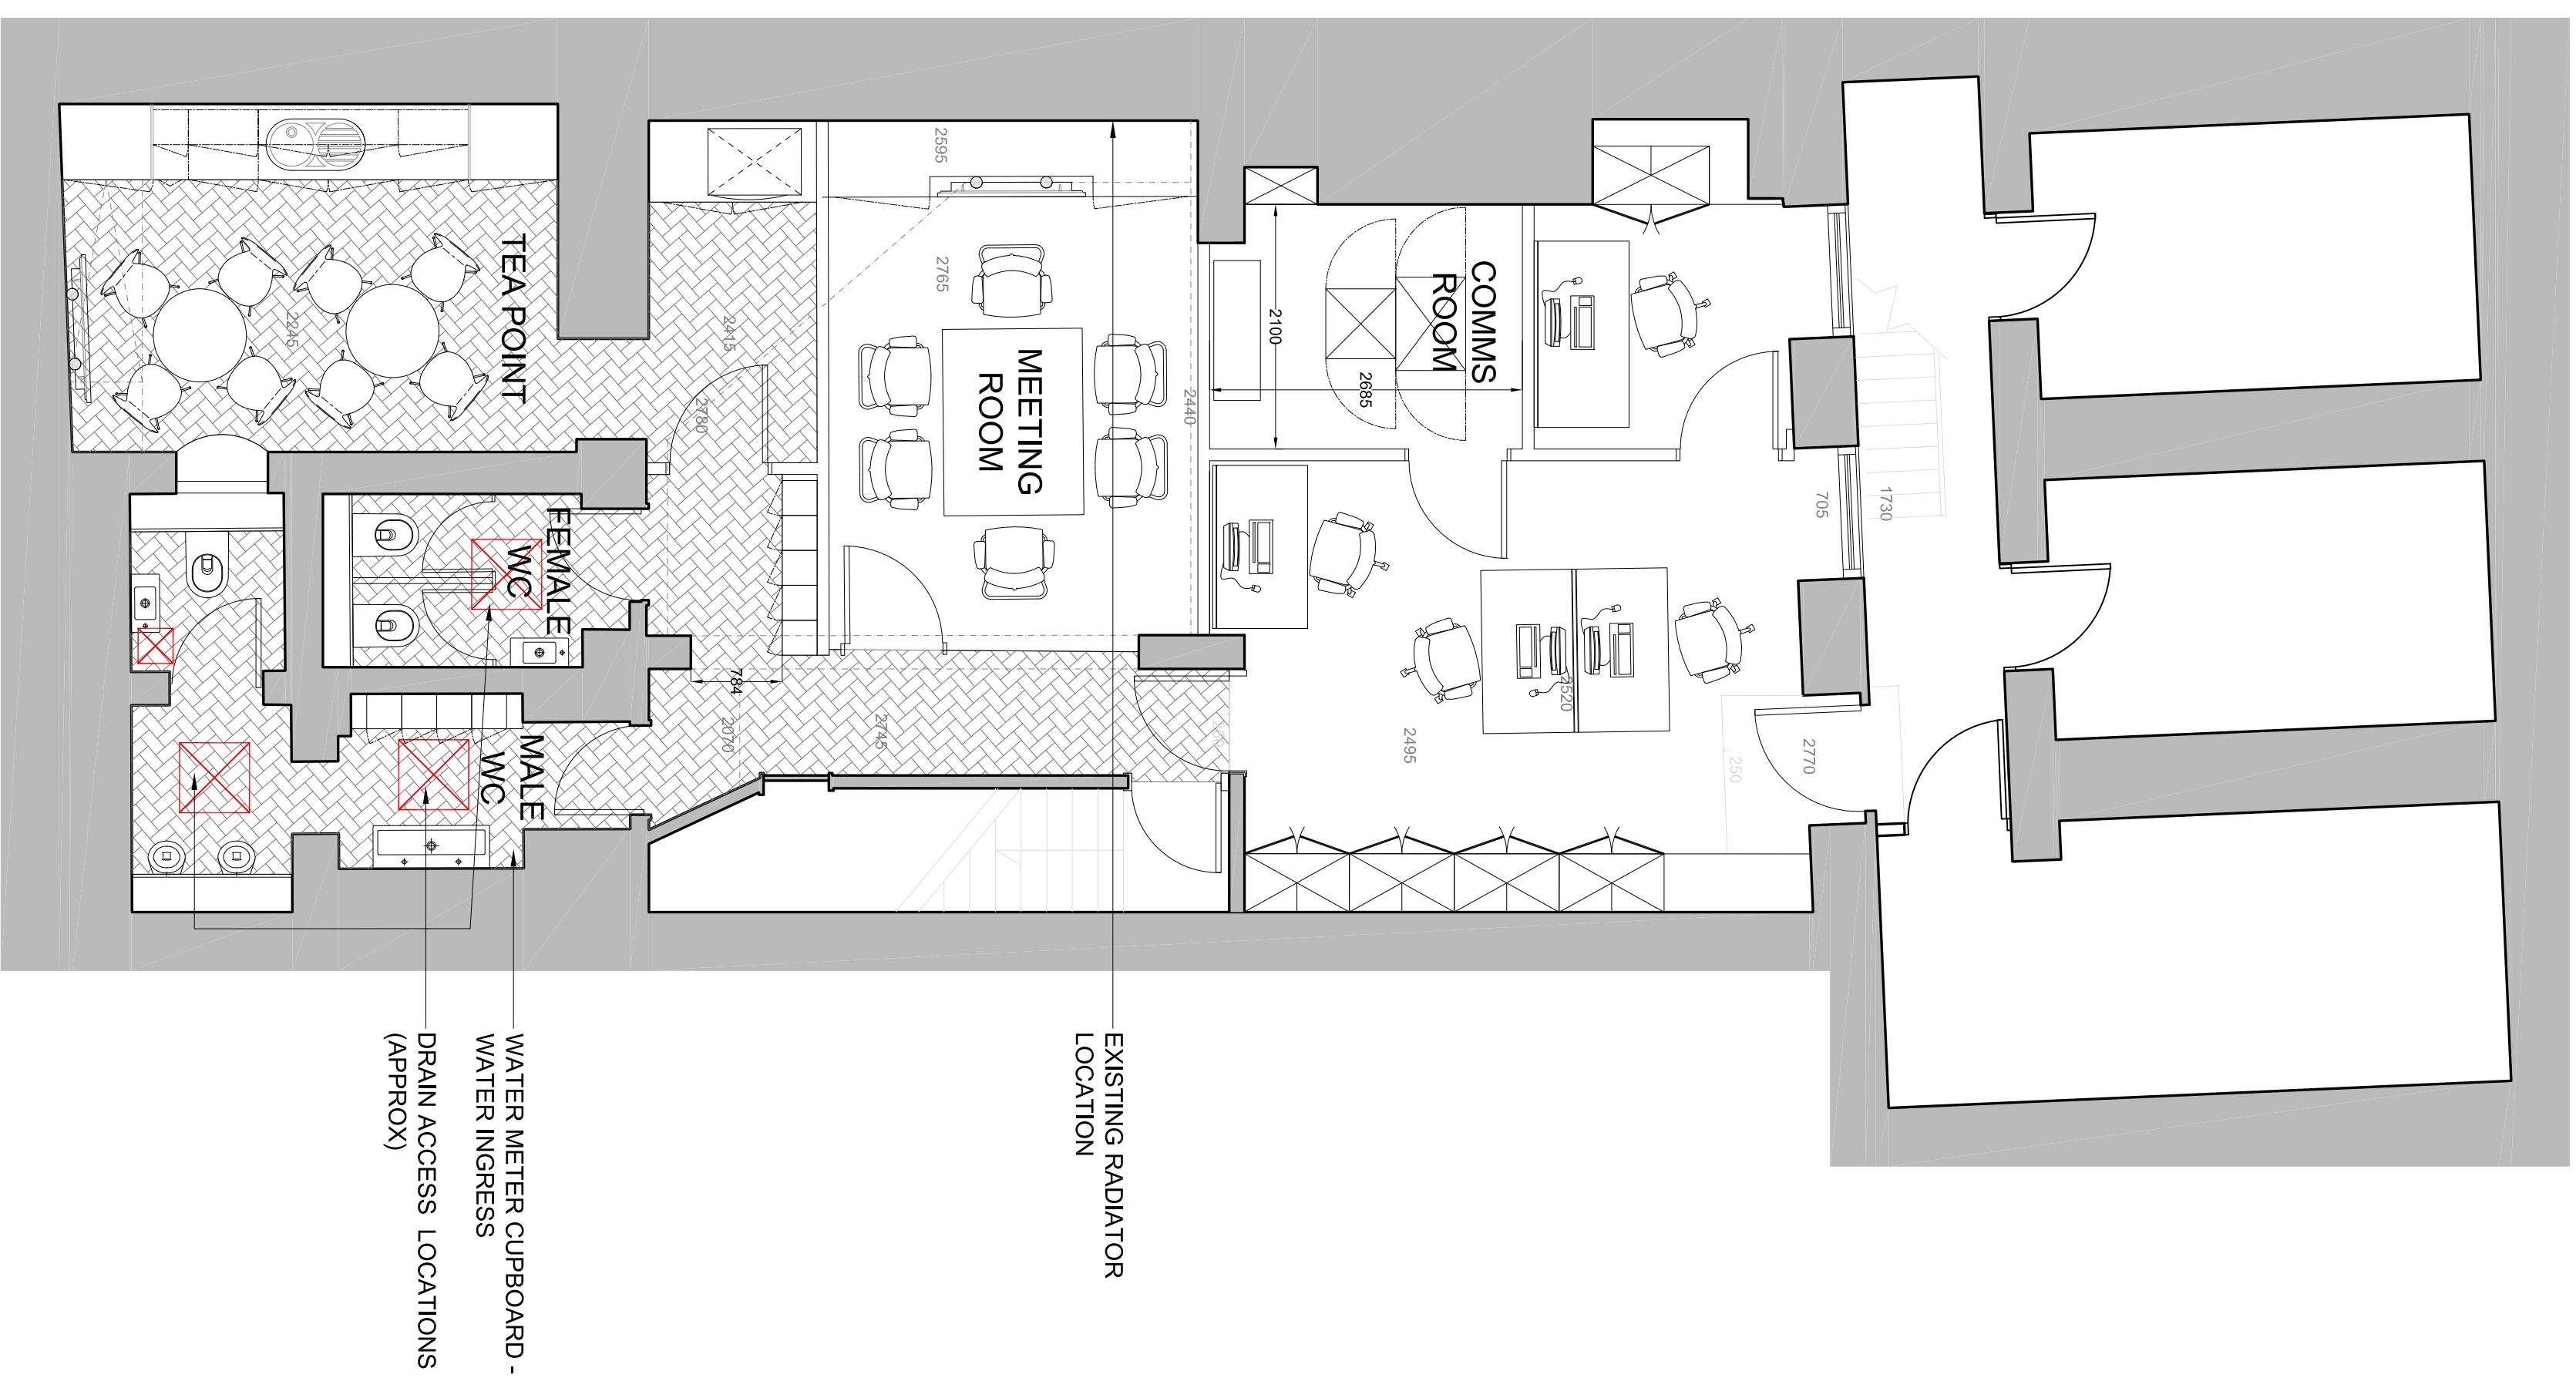 TEA POINT
2245
2415
2780
2595
2765
MEETING
ROOM
2440
COMMS
ROOM
2100
2685
705
1730
FEMALE
WC
MALE
WC
784
2070
2745
2520
2495
250
2770
EXISTING RADIATOR
LOCATION
WATER METER CUPBOARD -
WATER INGRESS
DRAIN ACCESS LOCATIONS
(APPROX)